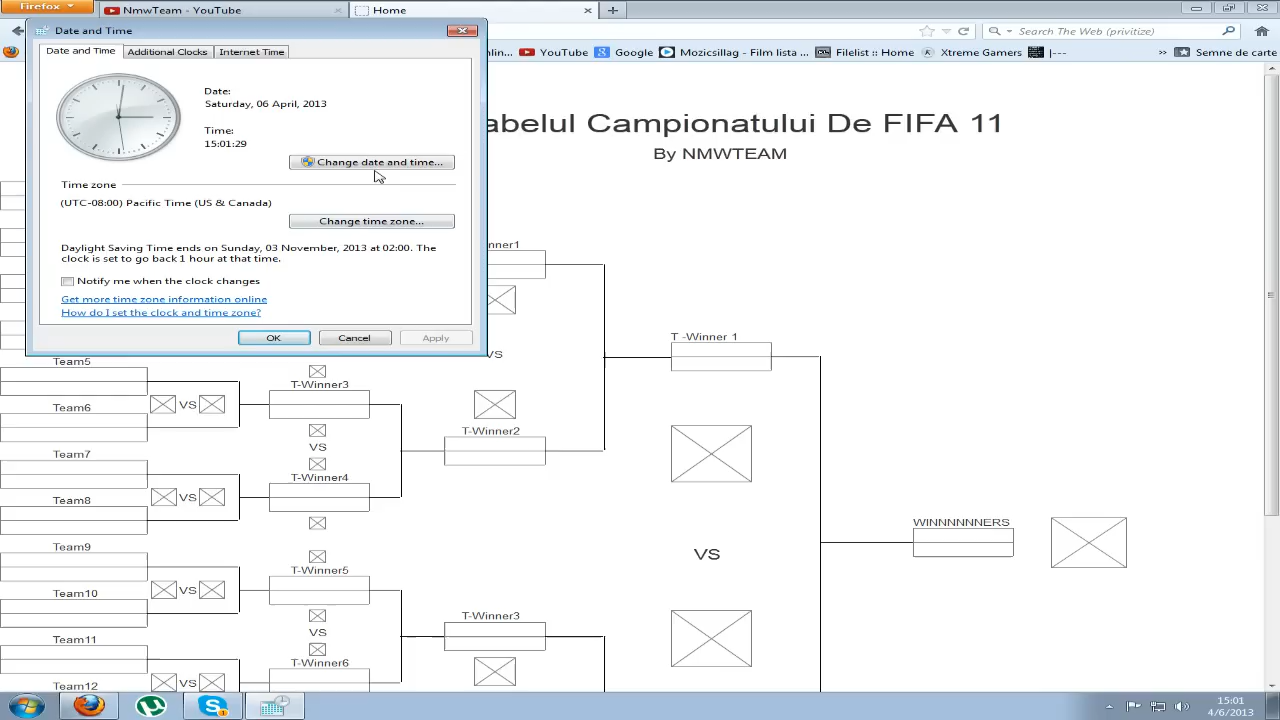 Firefox
NmwTeam - YouTube
Home
Search The Web (privitize)
YouTube
Google
Mozicsillag - Film lista ...
Filelist :: Home
Xtreme Gamers
|---
»
Semne de carte
Date and Time
Date and Time
Additional Clocks
Internet Time
Date:
Saturday, 06 April, 2013
Time:
15:01:29
Change date and time...
Time zone
(UTC-08:00) Pacific Time (US & Canada)
Change time zone...
Daylight Saving Time ends on Sunday, 03 November, 2013 at 02:00. The
clock is set to go back 1 hour at that time.
Notify me when the clock changes
Get more time zone information online
How do I set the clock and time zone?
OK
Cancel
Apply
abelul Campionatului De FIFA 11
By NMWTEAM
nner1
VS
T -Winner 1
Team5
T-Winner3
Team6
VS
T-Winner2
VS
Team7
T-Winner4
Team8
VS
WINNNNNNERS
VS
Team9
T-Winner5
Team10
VS
T-Winner3
VS
Team11
T-Winner6
Team12
VS
15:01
4/6/2013